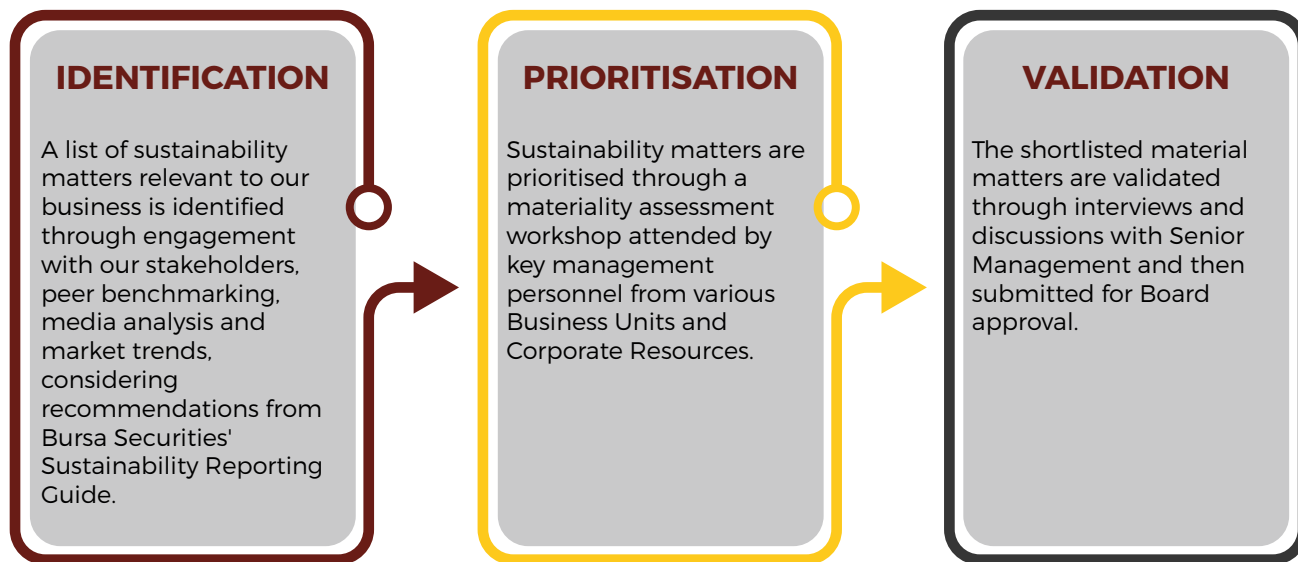 IDENTIFICATION
A list of sustainability
matters relevant to our
business is identified
through engagement
with our stakeholders,
peer benchmarking,
media analysis and
market trends,
considering
recommendations from
Bursa Securities'
Sustainability Reporting
Guide.
PRIORITISATION
Sustainability matters are
prioritised through a
materiality assessment
workshop attended by
key management
personnel from various
Business Units and
Corporate Resources.
VALIDATION
The shortlisted material
matters are validated
through interviews and
discussions with Senior
Management and then
submitted for Board
approval.